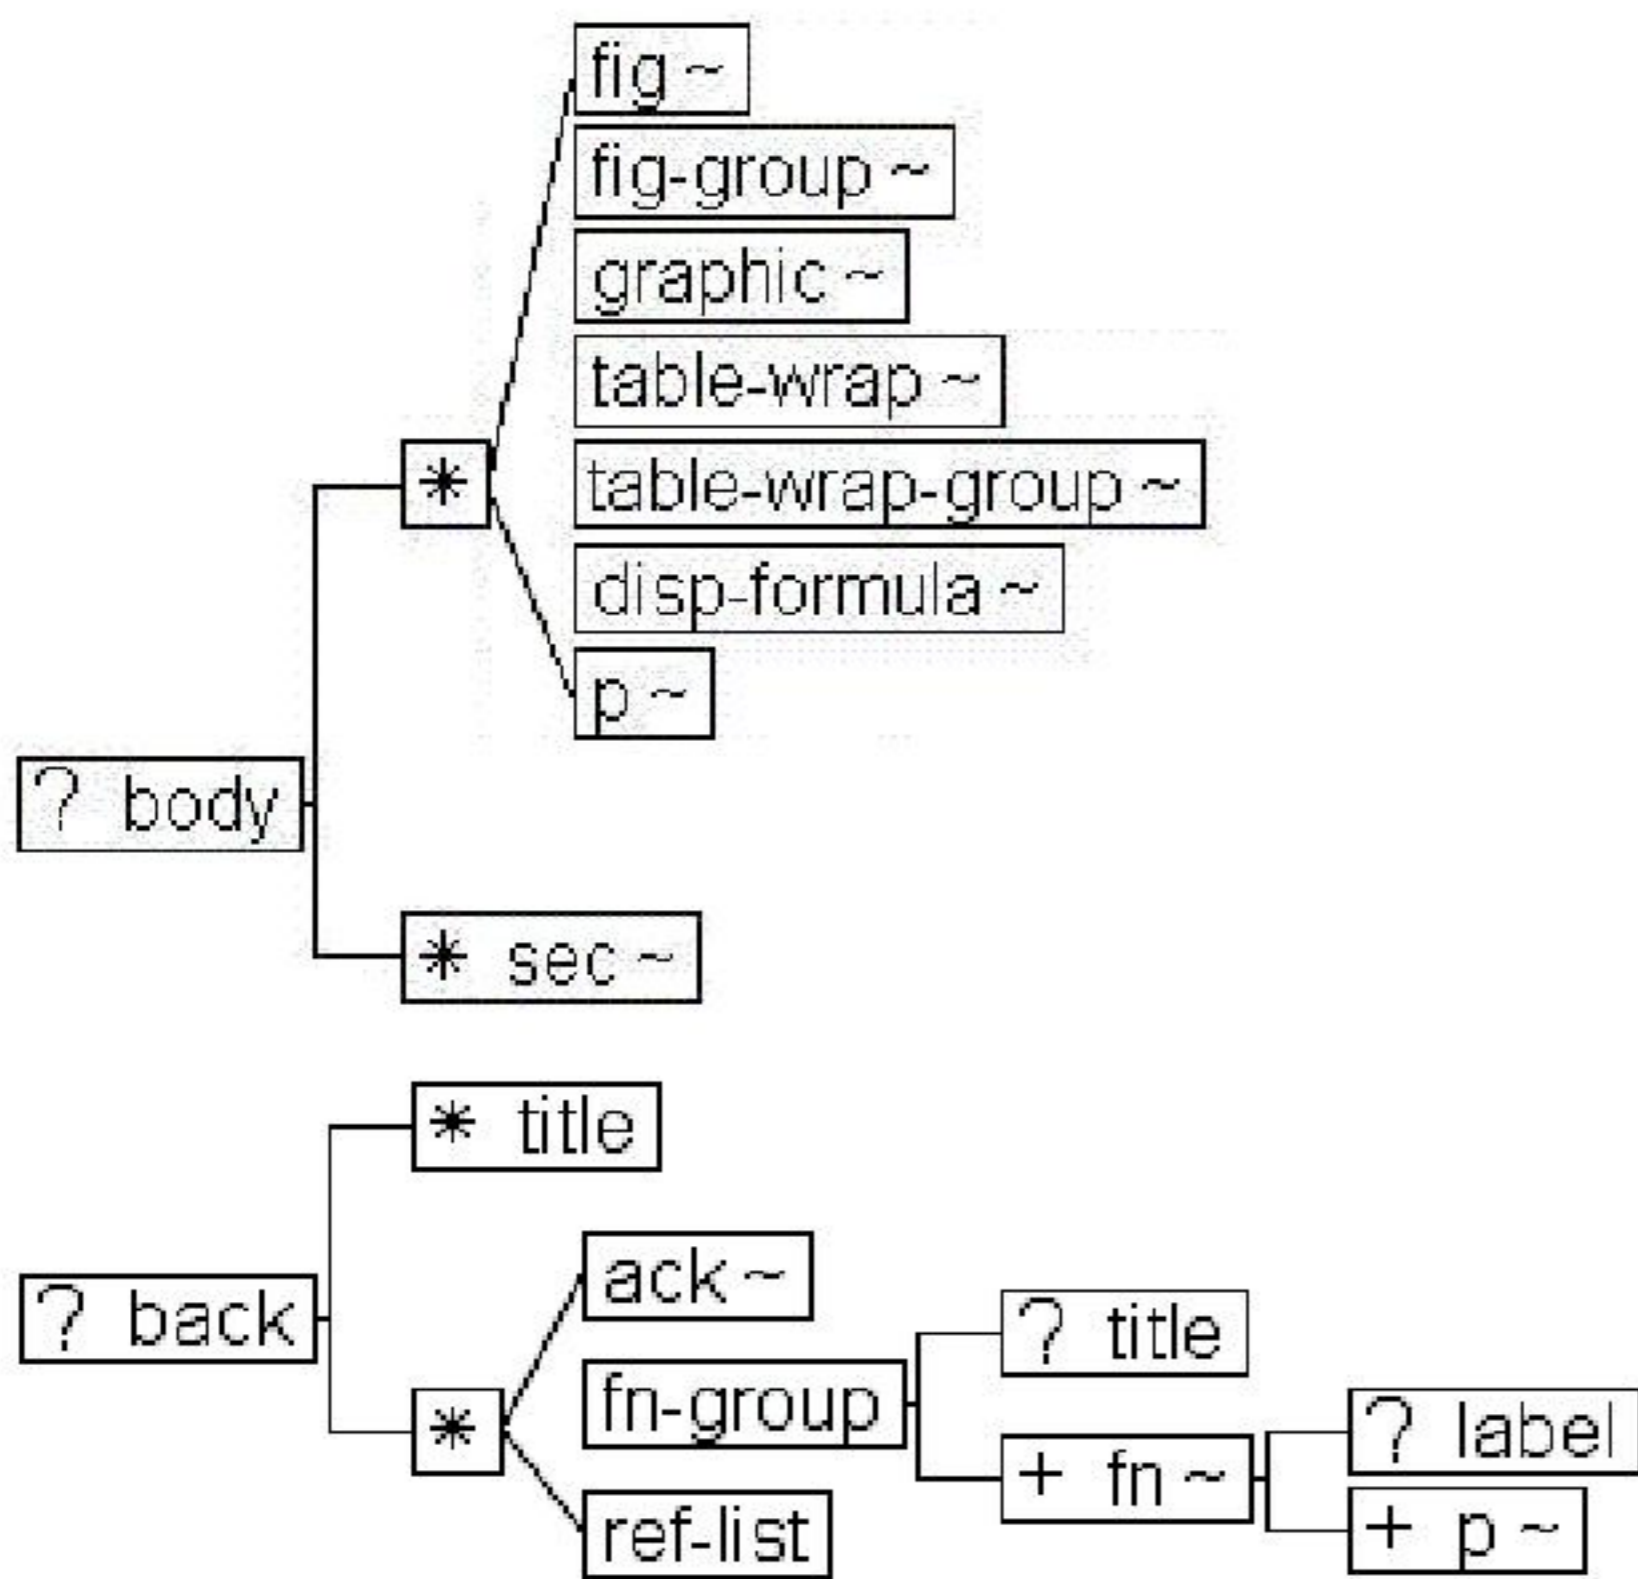 fig ~
fig-group ~
graphic ~
table-wrap ~
* table-wrap-group ~
disp-formula ~
p ~
? body
* sec ~
* title
ack ~
? back
? title
fn-group
* 
? label
+ fn ~
+ p ~
ref-list